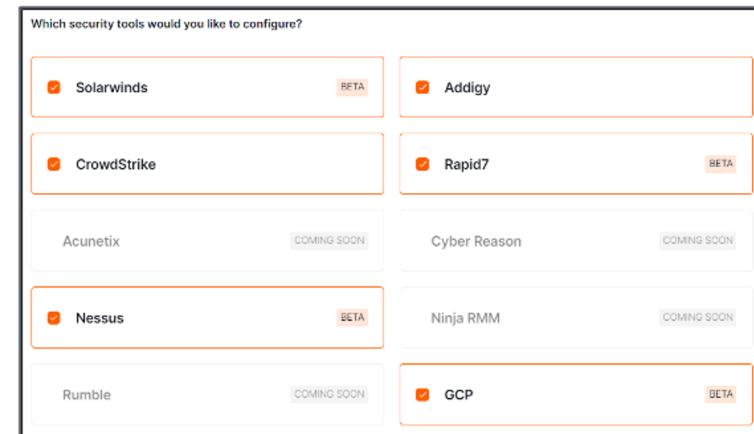 Which security tools would you like to configure?
Solarwinds BETA Addigy
CrowdStrike Rapid7 BETA
Acunetix COMING SOON Cyber Reason COMING SOON
Nessus BETA Ninja RMM COMING SOON
Rumble COMING SOON GCP BETA